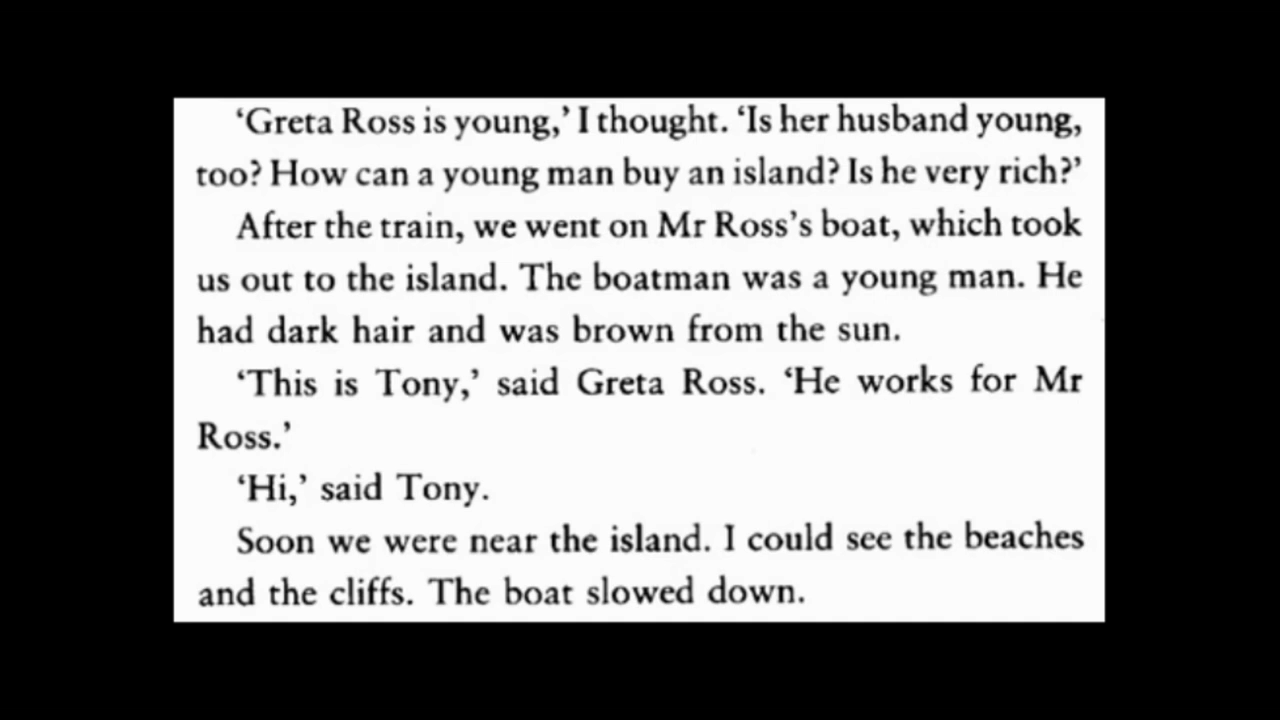 ‘Greta Ross is young,’ I thought. ‘Is her husband young,
too? How can a young man buy an island? Is he very rich?’
After the train, we went on Mr Ross’s boat, which took
us out to the island. The boatman was a young man. He
had dark hair and was brown from the sun.
‘This is Tony,’ said Greta Ross. ‘He works for Mr
Ross.’
‘Hi,’ said Tony.
Soon we were near the island. I could see the beaches
and the cliffs. The boat slowed down.